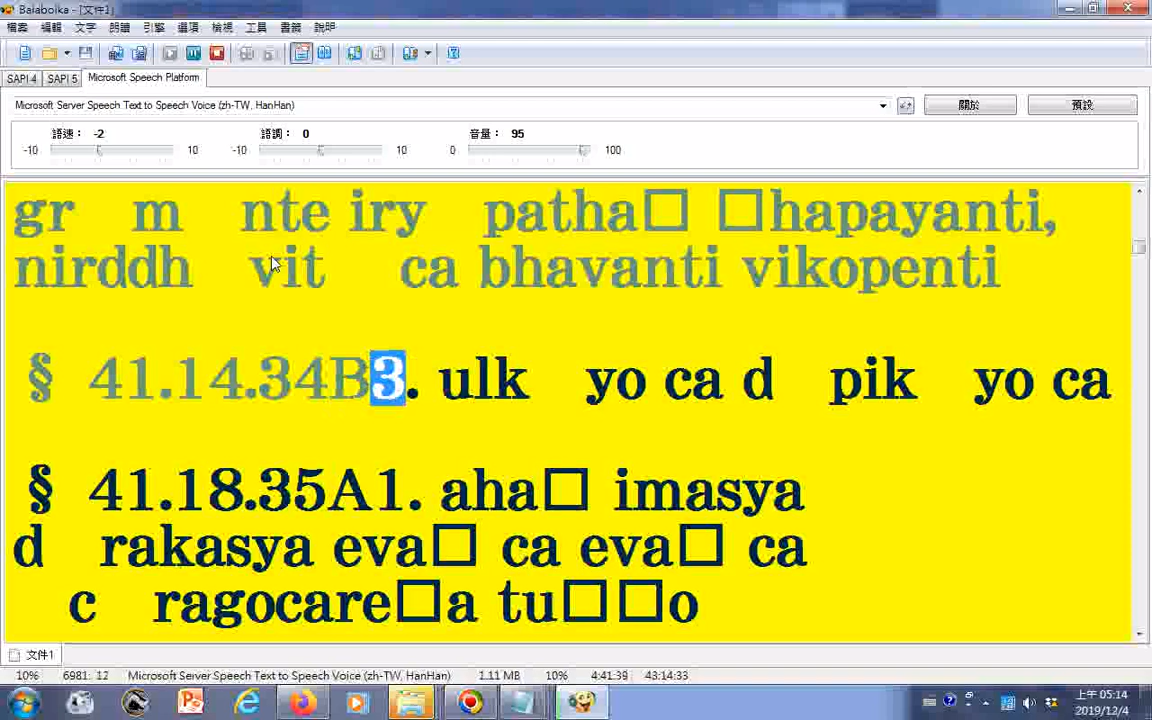 Balabolka - [文件1]
檔案 編輯 文字 朗讀 引擎 選項 檢視 工具 書籤 說明
SAPI 4 SAPI 5 Microsoft Speech Platform
Microsoft Server Speech Text to Speech Voice (zh-TW, HanHan) 關於 預設
語速： -2 語調： 0 音量： 95
-10 10 -10 10 0 100
gr m nte iry patha□ □hapayanti,
nirddh vit ca bhavanti vikopenti
§ 41.14.34B3. ulk yo ca d pik yo ca
§ 41.18.35A1. aha□ imasya
d rakasya eva□ ca eva□ ca
c ragocare□a tu□□o
文件1
10% 6981: 12 Microsoft Server Speech Text to Speech Voice (zh-TW, HanHan) 1.11 MB 10% 4:41:39 43:14:33
上午 05:14
2019/12/4